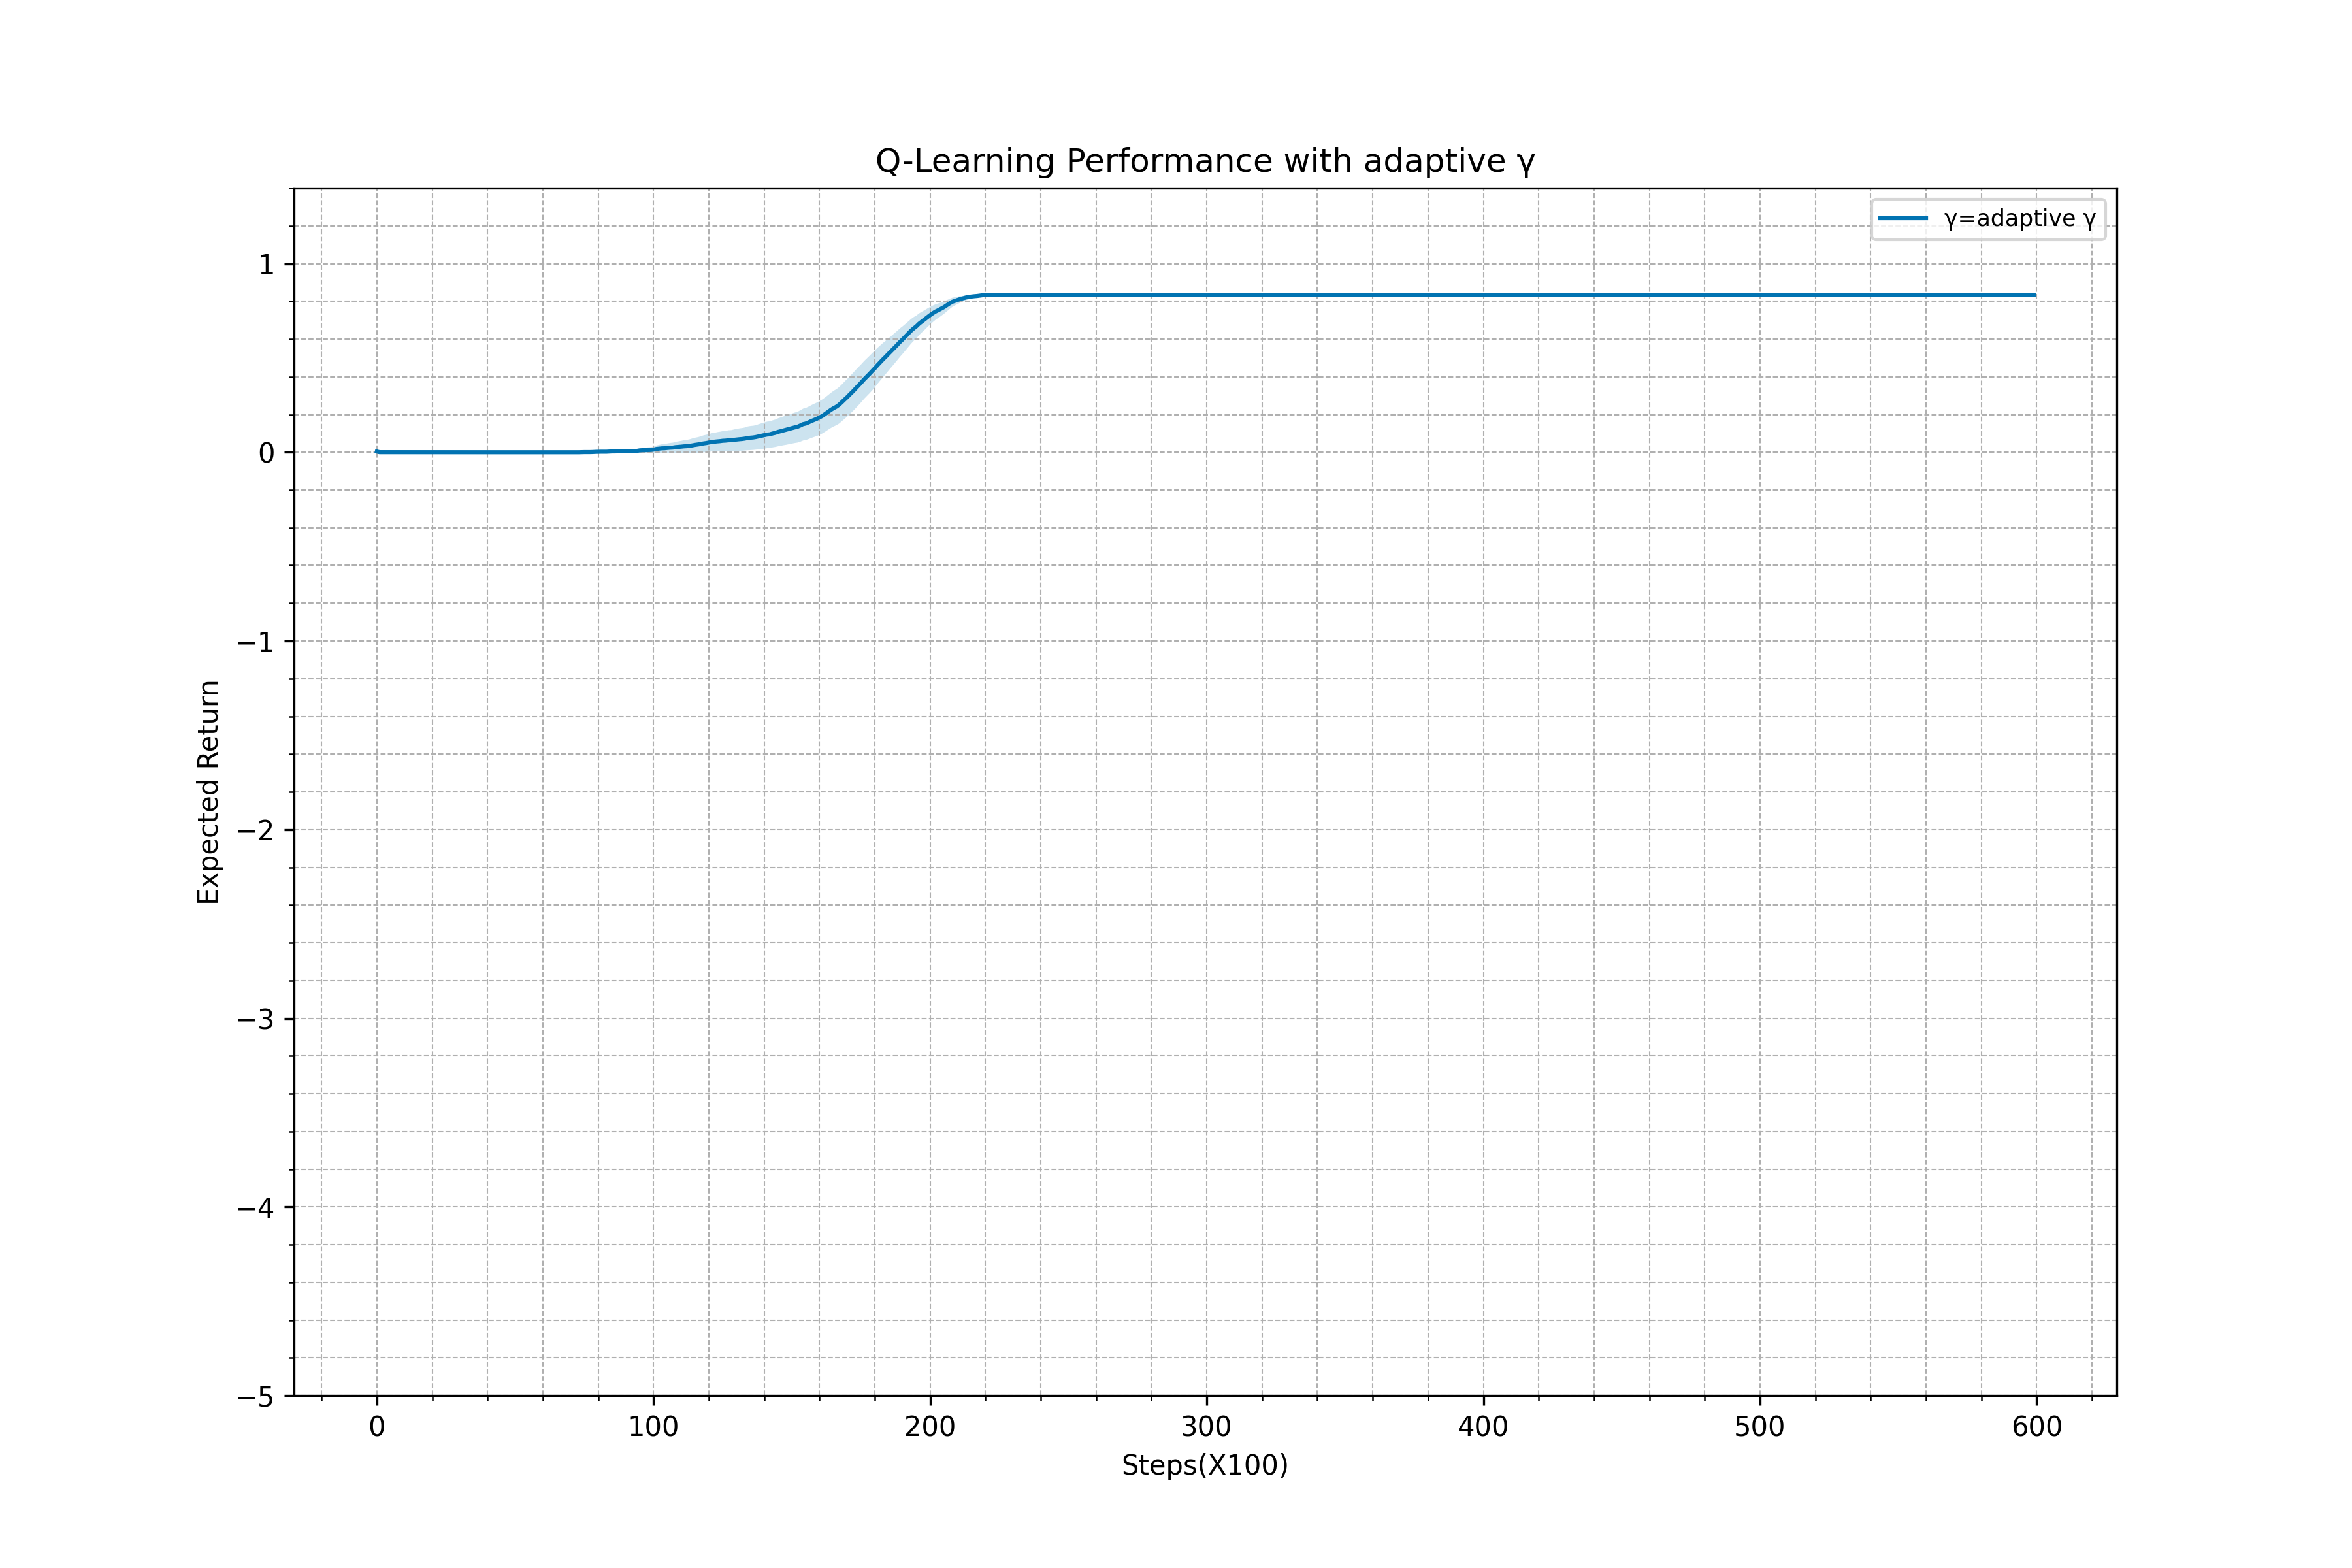 Q-Learning Performance with adaptive γ
γ=adaptive γ
1
0
−1
−2
−3
−4
−5
Expected Return
0 100 200 300 400 500 600
Steps(X100)